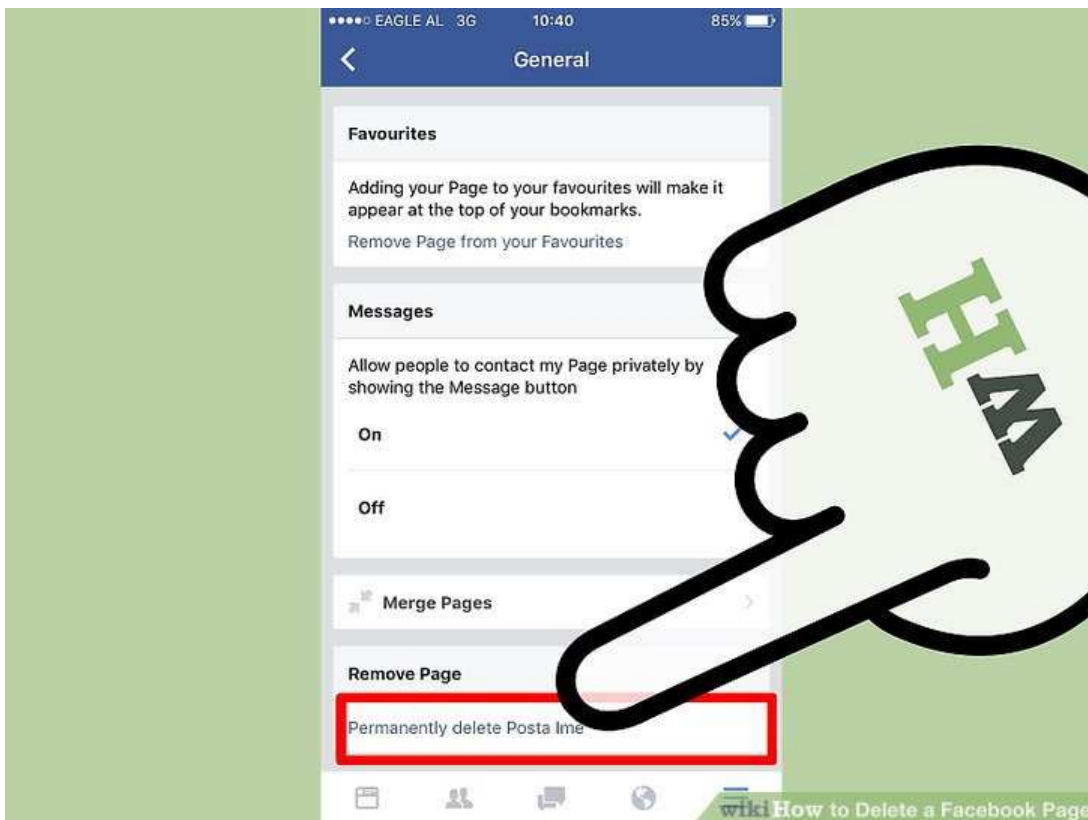 EAGLE AL 3G 10:40 85%
General
Favourites
Adding your Page to your favourites will make it
appear at the top of your bookmarks.
Remove Page from your Favourites
Messages
Allow people to contact my Page privately by
showing the Message button
On
Off
Merge Pages
Remove Page
Permanently delete Posta Ime
HW
wikiHow to Delete a Facebook Page